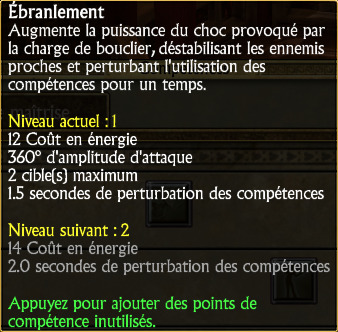 Ébranlement
Augmente la puissance du choc provoqué par
la charge de bouclier, déstabilisant les ennemis
proches et perturbant l'utilisation des
compétences pour un temps.
Niveau actuel : 1
12 Coût en énergie
360° d'amplitude d'attaque
2 cible(s) maximum
1.5 secondes de perturbation des compétences
Niveau suivant : 2
14 Coût en énergie
2.0 secondes de perturbation des compétences
Appuyez pour ajouter des points de
compétence inutilisés.